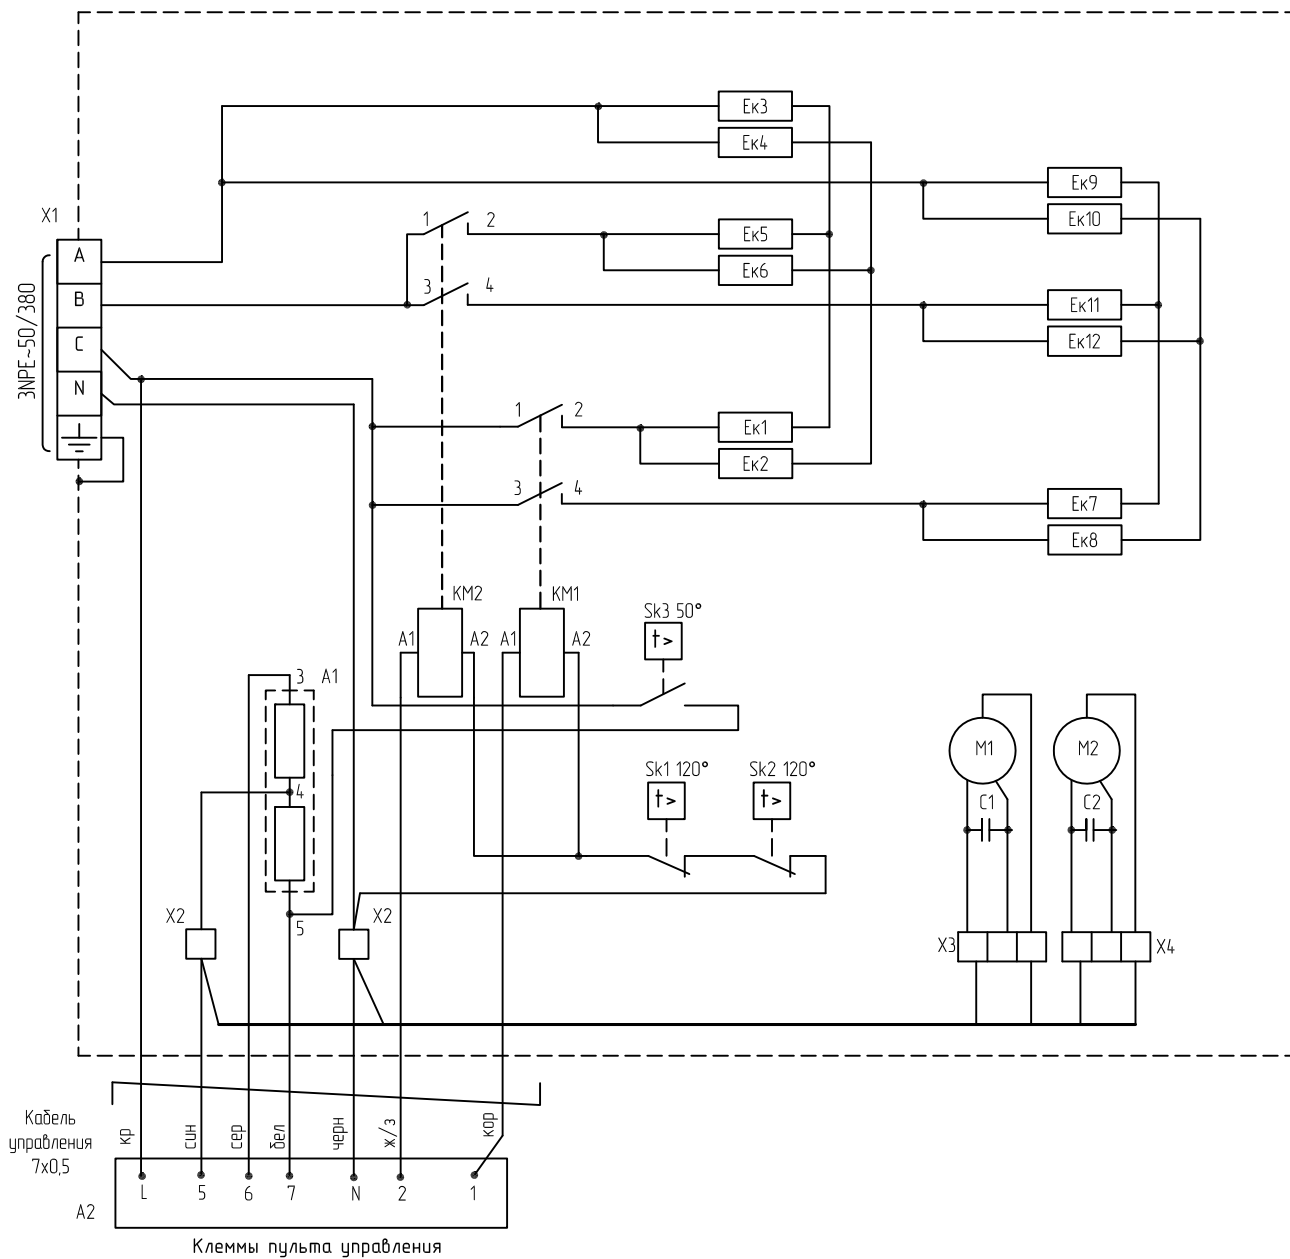 Ек3
Ек4
Ек9
Ек10
X1
1
2
A
Ек5
Ек6
3
4
B
Ек11
Ек12
3NPE~50/380
C
N
1
2
Ек1
Ек2
3
4
Ек7
Ек8
КМ2
КМ1
Sk3 50°
t>
A1
A2
A1
A2
3
A1
M1
M2
Sk1 120°
Sk2 120°
t>
t>
4
C1
C2
X2
5
X2
X3
X4
Кабель
управления
7х0,5
кр
син
сер
бел
черн
ж/з
кор
L
5
6
7
N
2
1
A2
Клеммы пульта управления